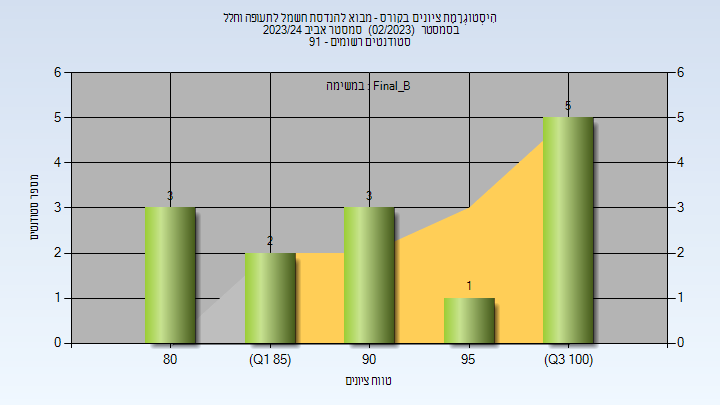 היסטוגרמת ציונים בקורס - מבוא להנדסת חשמל לתעופה וחלל
בסמסטר (02/2023) סמסטר אביב 2023/24
סטודנטים רשומים - 91
במשימה : Final_B
מספר סטודנטים
6
5
4
3
2
1
0
6
5
4
3
2
1
0
3
2
3
1
5
80
(Q1 85)
90
95
(Q3 100)
טווח ציונים